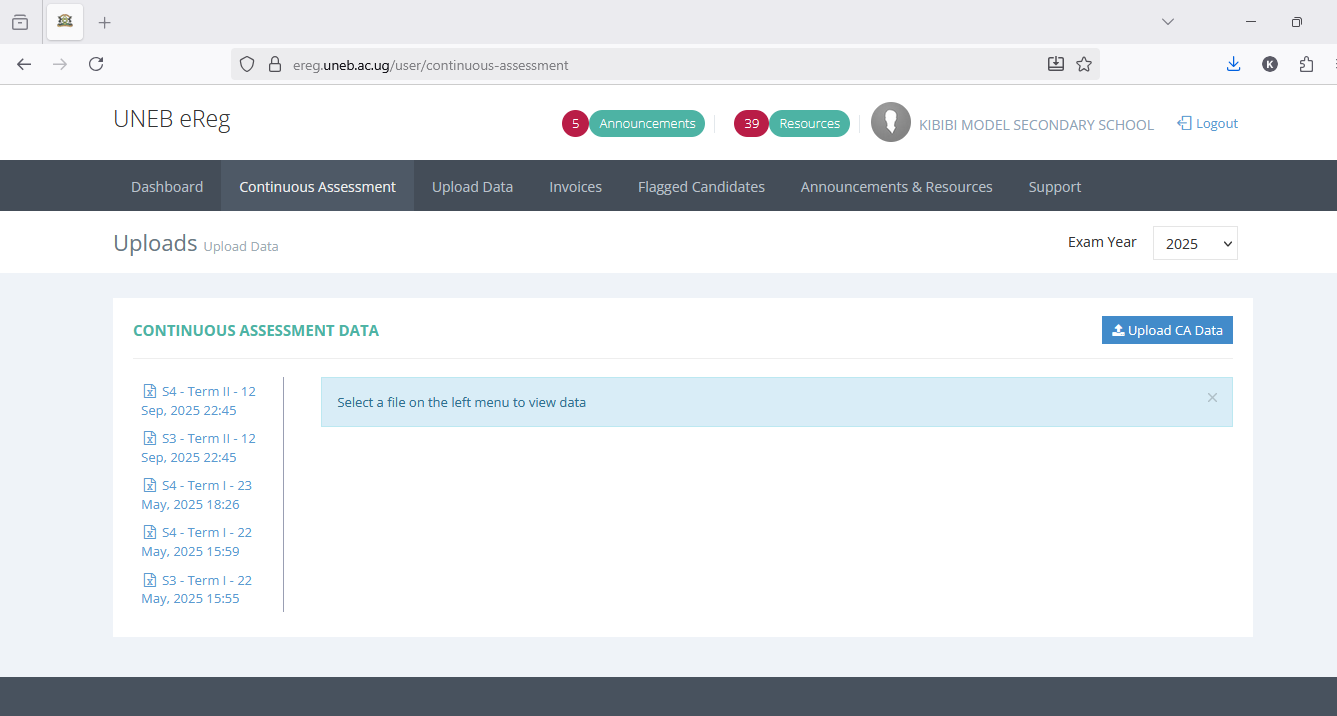 ereg.uneb.ac.ug/user/continuous-assessment
K
UNEB eReg
5 Announcements
39 Resources
KIBIBI MODEL SECONDARY SCHOOL
Logout
Dashboard
Continuous Assessment
Upload Data
Invoices
Flagged Candidates
Announcements & Resources
Support
Uploads Upload Data
Exam Year
2025
CONTINUOUS ASSESSMENT DATA
Upload CA Data
S4 - Term II - 12
Sep, 2025 22:45
S3 - Term II - 12
Sep, 2025 22:45
S4 - Term I - 23
May, 2025 18:26
S4 - Term I - 22
May, 2025 15:59
S3 - Term I - 22
May, 2025 15:55
Select a file on the left menu to view data